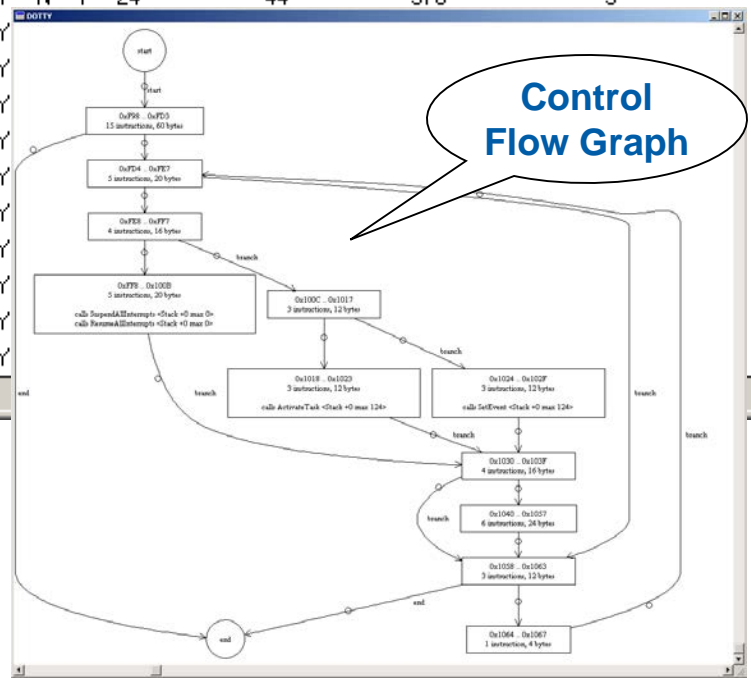 N
24
44
DOTTY
start
start
0xF98 .. 0xFD3
15 instructions, 60 bytes
Control
Flow Graph
0xFD4 .. 0xFE7
5 instructions, 20 bytes
0xFE8 .. 0xFF7
4 instructions, 16 bytes
branch
0xFF8 .. 0x100B
5 instructions, 20 bytes
calls SuspendAllInterrupts <Stack +0 max 0>
calls ResumeAllInterrupts <Stack +0 max 0>
0x100C .. 0x1017
3 instructions, 12 bytes
branch
0x1018 .. 0x1023
3 instructions, 12 bytes
calls ActivateTask <Stack +0 max 124>
0x1024 .. 0x102F
3 instructions, 12 bytes
calls SetEvent <Stack +0 max 124>
end
branch
branch
branch
branch
0x1030 .. 0x103F
4 instructions, 16 bytes
branch
0x1040 .. 0x1057
6 instructions, 24 bytes
0x1058 .. 0x1063
3 instructions, 12 bytes
end
end
0x1064 .. 0x1067
1 instruction, 4 bytes